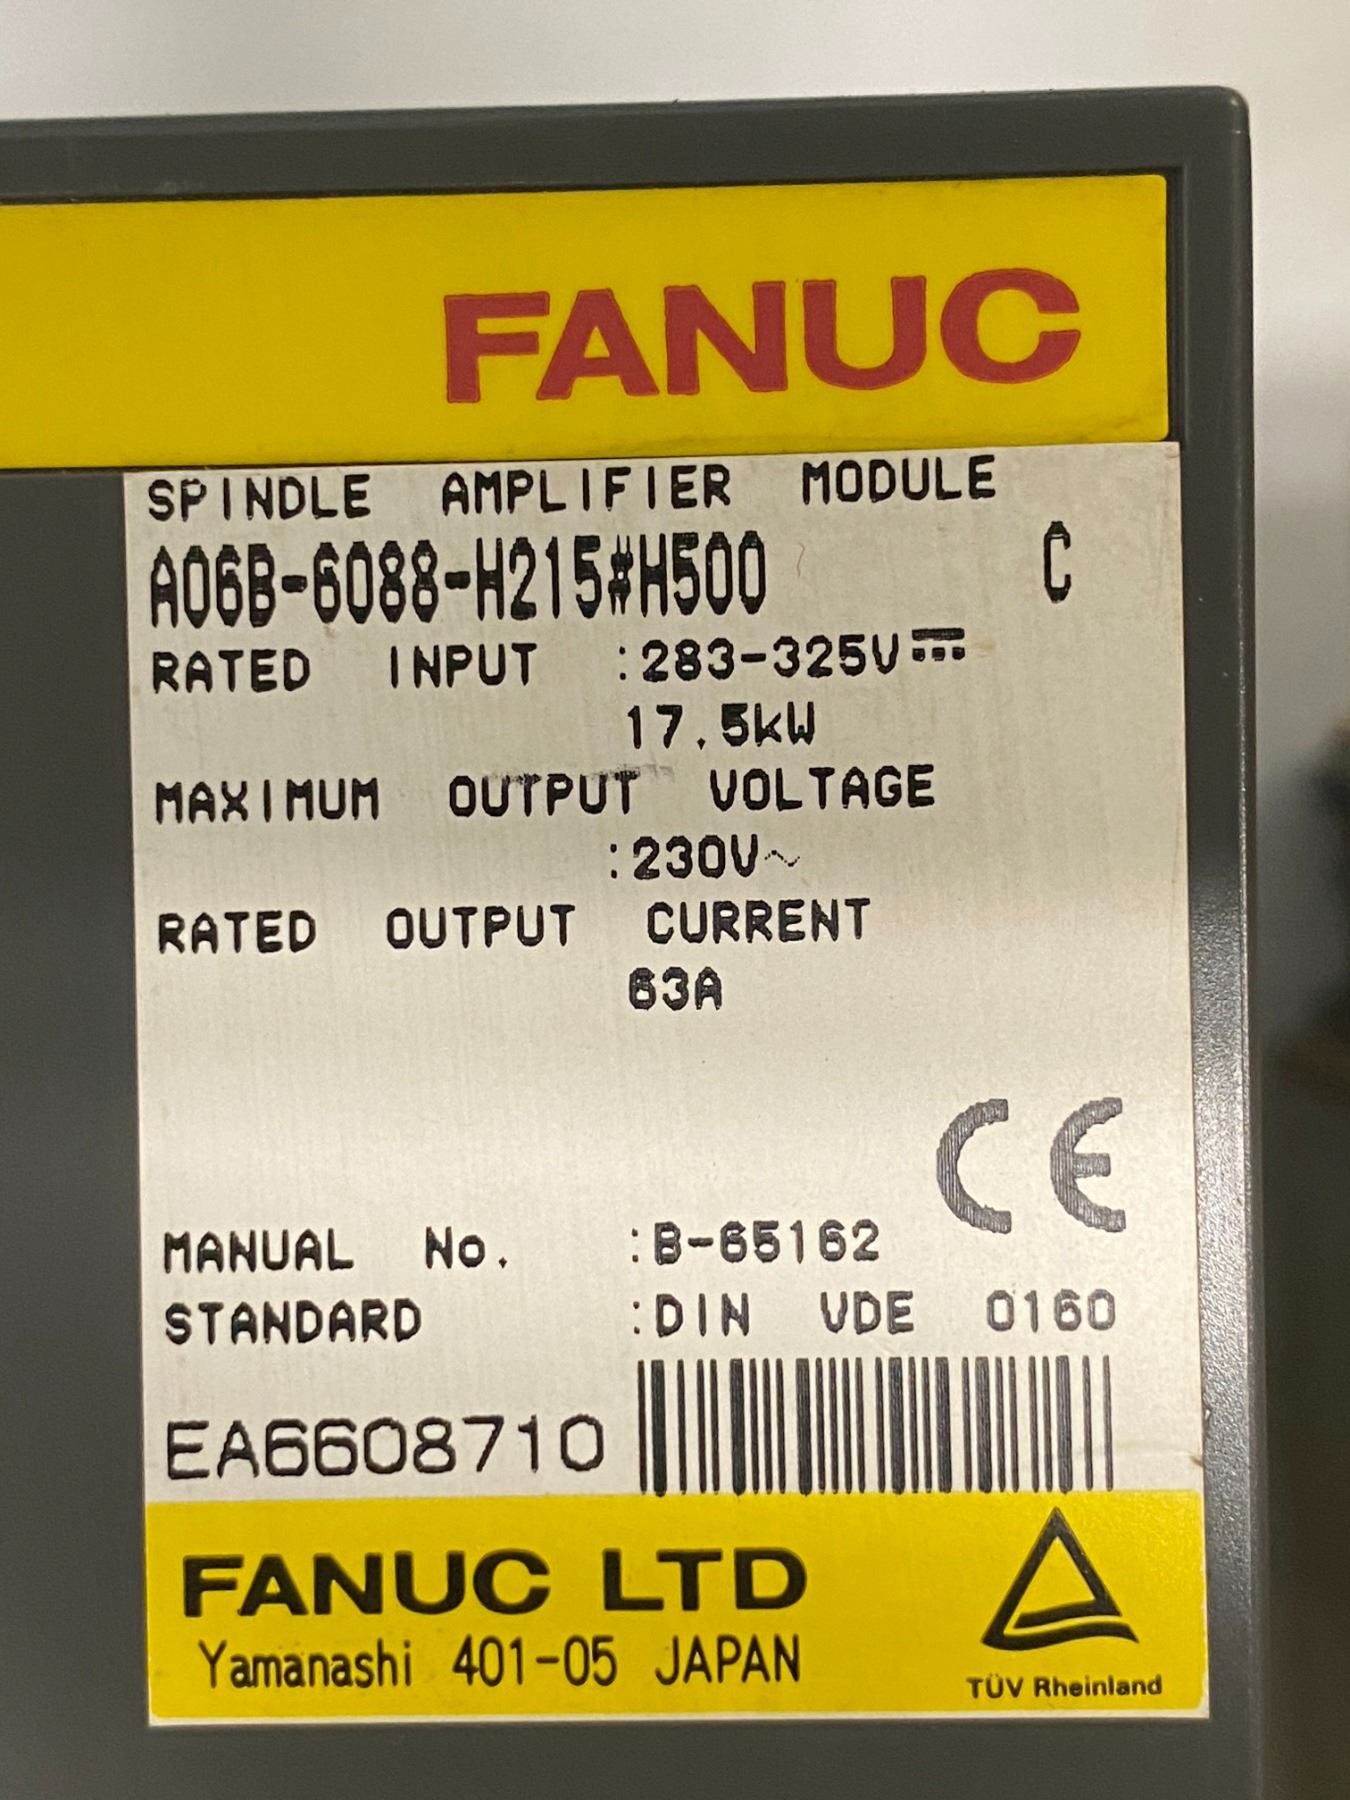 FANUC
SPINDLE AMPLIFIER MODULE
A06B-6088-H215#H500 C
RATED INPUT :283-325V⎓
17.5kW
MAXIMUM OUTPUT VOLTAGE
:230V~
RATED OUTPUT CURRENT
63A
CE
MANUAL No. :B-65162
STANDARD :DIN VDE 0160
EA6608710
FANUC LTD
Yamanashi 401-05 JAPAN
TÜV Rheinland